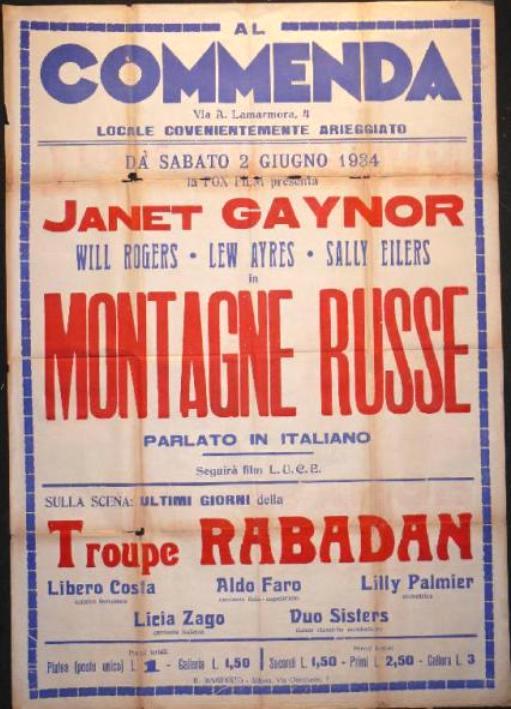 AL
COMMENDA
Via A. Lamarmora, 4
LOCALE COVENIENTEMENTE ARIEGGIATO
DA SABATO 2 GIUGNO 1934
la FOX FILM presenta
JANET GAYNOR
WILL ROGERS • LEW AYRES • SALLY EILERS
in
MONTAGNE RUSSE
PARLATO IN ITALIANO
Seguirà film L.U.C.E.
SULLA SCENA: ULTIMI GIORNI della
Troupe RABADAN
Libero Costa Aldo Faro Lilly Palmier
Licia Zago Duo Sisters
Platea (posto unico) L. 1 - Galleria L. 1,50 Secondi L. 1,50 - Primi L. 2,50 - Galleria L. 3